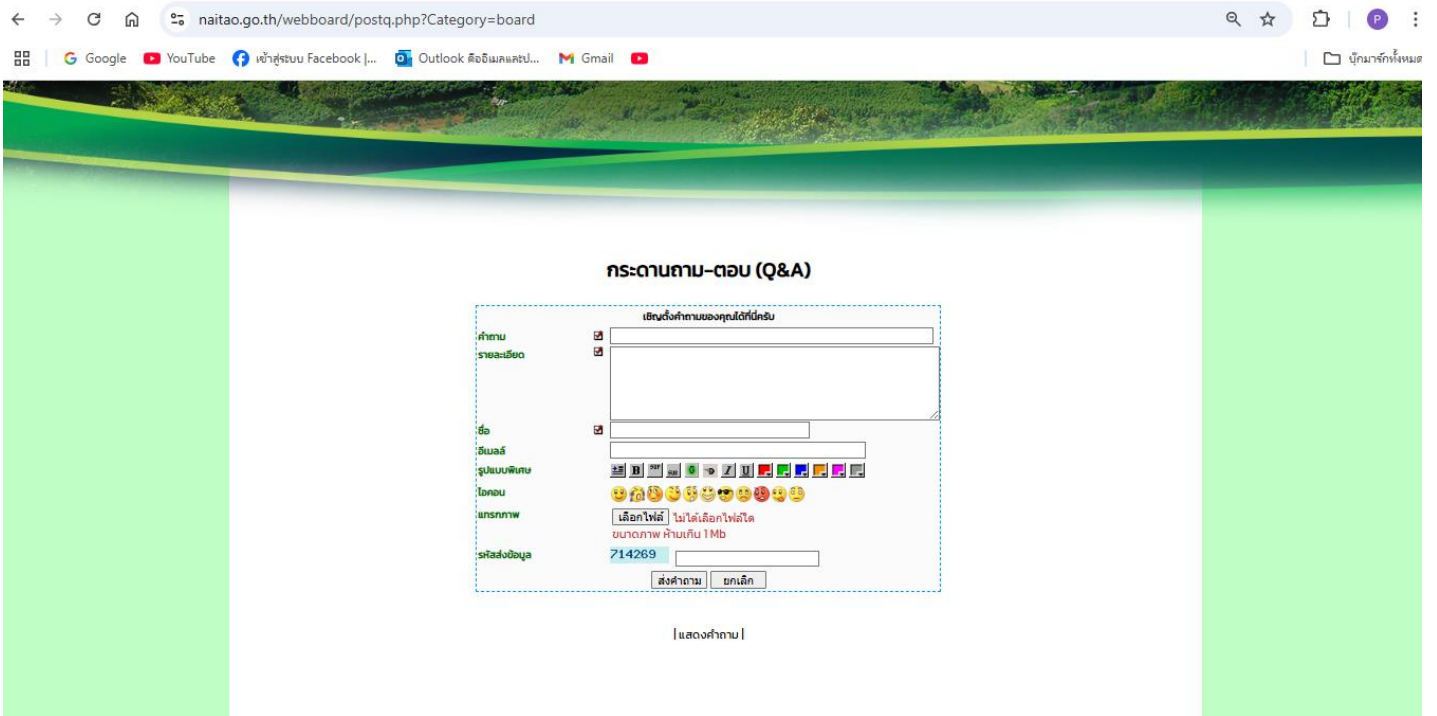 naitao.go.th/webboard/postq.php?Category=board
P
Google YouTube เข้าสู่ระบบ Facebook |... Outlook คืออีเมลและป... Gmail บุ๊กมาร์กทั้งหมด
กระดานถาม-ตอบ (Q&A)
เชิญตั้งคำถามของคุณได้ที่นี่ครับ
คำถาม
รายละเอียด
ชื่อ
อีเมลล์
รูปแบบพิเศษ B I U
ไอคอน
แทรกภาพ เลือกไฟล์ ไม่ได้เลือกไฟล์ใด
ขนาดภาพ ห้ามเกิน 1 Mb
รหัสส่งข้อมูล 714269
ส่งคำถาม ยกเลิก
| แสดงคำถาม |